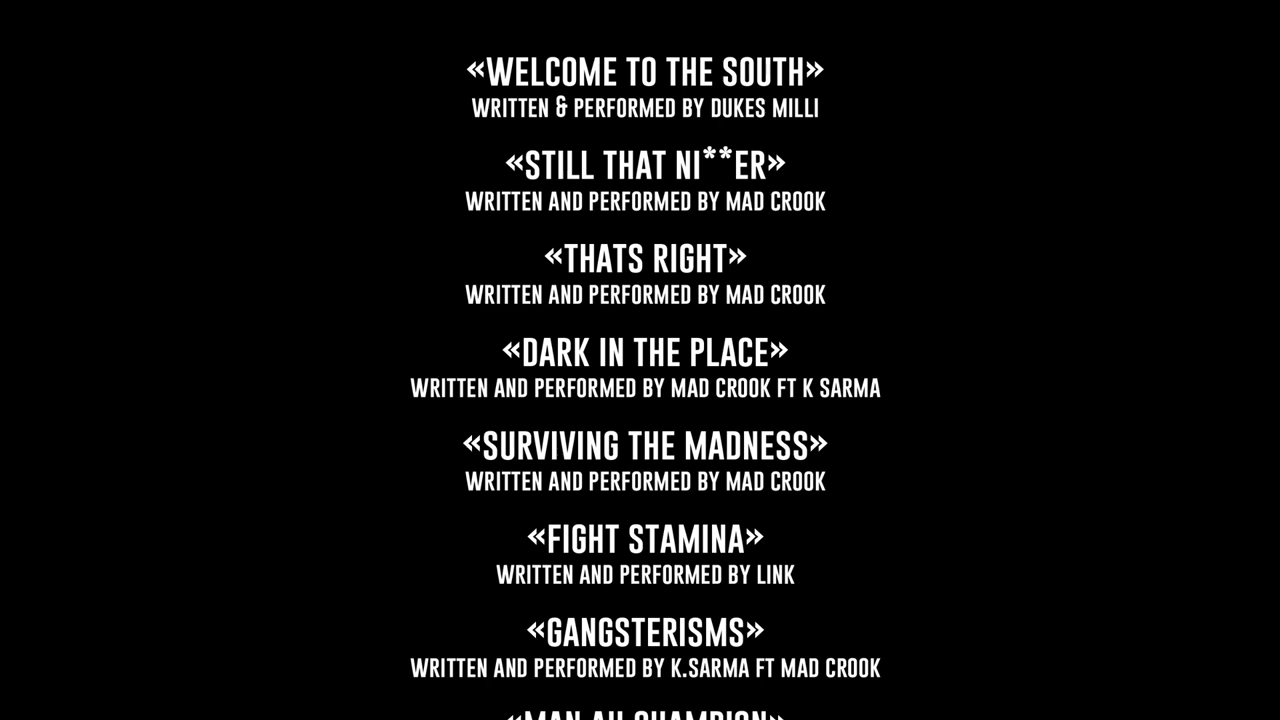 «WELCOME TO THE SOUTH»
WRITTEN & PERFORMED BY DUKES MILLI
«STILL THAT NI**ER»
WRITTEN AND PERFORMED BY MAD CROOK
«THATS RIGHT»
WRITTEN AND PERFORMED BY MAD CROOK
«DARK IN THE PLACE»
WRITTEN AND PERFORMED BY MAD CROOK FT K SARMA
«SURVIVING THE MADNESS»
WRITTEN AND PERFORMED BY MAD CROOK
«FIGHT STAMINA»
WRITTEN AND PERFORMED BY LINK
«GANGSTERISMS»
WRITTEN AND PERFORMED BY K.SARMA FT MAD CROOK
«MAN AH CHAMPION»